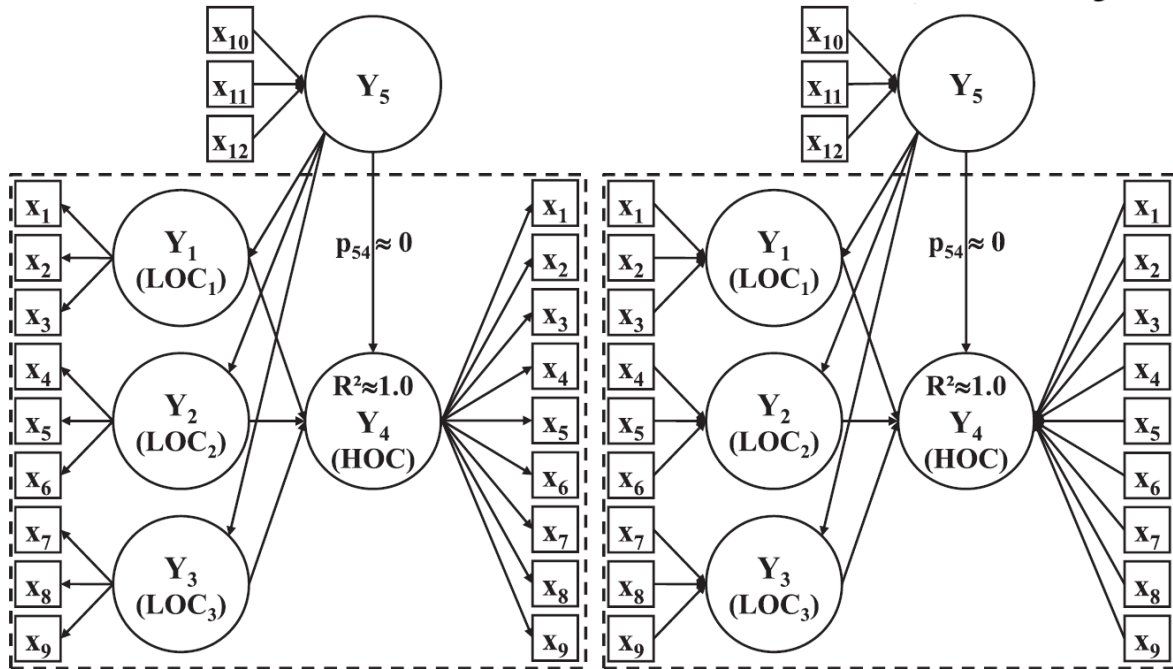 x₁₀
x₁₁
x₁₂
Y₅
x₁
x₂
x₃
x₄
x₅
x₆
x₇
x₈
x₉
Y₁
(LOC₁)
Y₂
(LOC₂)
Y₃
(LOC₃)
p₅₄ ≈ 0
R²≈1.0
Y₄
(HOC)
x₁
x₂
x₃
x₄
x₅
x₆
x₇
x₈
x₉
x₁₀
x₁₁
x₁₂
Y₅
x₁
x₂
x₃
x₄
x₅
x₆
x₇
x₈
x₉
Y₁
(LOC₁)
Y₂
(LOC₂)
Y₃
(LOC₃)
p₅₄ ≈ 0
R²≈1.0
Y₄
(HOC)
x₁
x₂
x₃
x₄
x₅
x₆
x₇
x₈
x₉